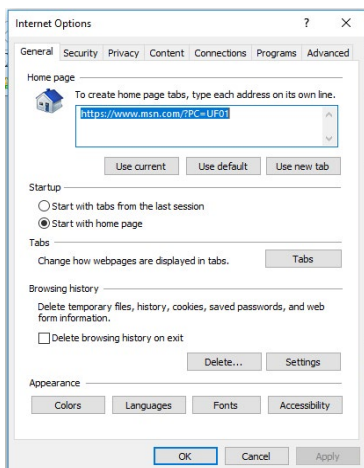 Internet Options ? X
General Security Privacy Content Connections Programs Advanced
Home page
To create home page tabs, type each address on its own line.
https://www.msn.com/?PC=UF01
Use current Use default Use new tab
Startup
Start with tabs from the last session
Start with home page
Tabs
Change how webpages are displayed in tabs. Tabs
Browsing history
Delete temporary files, history, cookies, saved passwords, and web
form information.
Delete browsing history on exit
Delete... Settings
Appearance
Colors Languages Fonts Accessibility
OK Cancel Apply